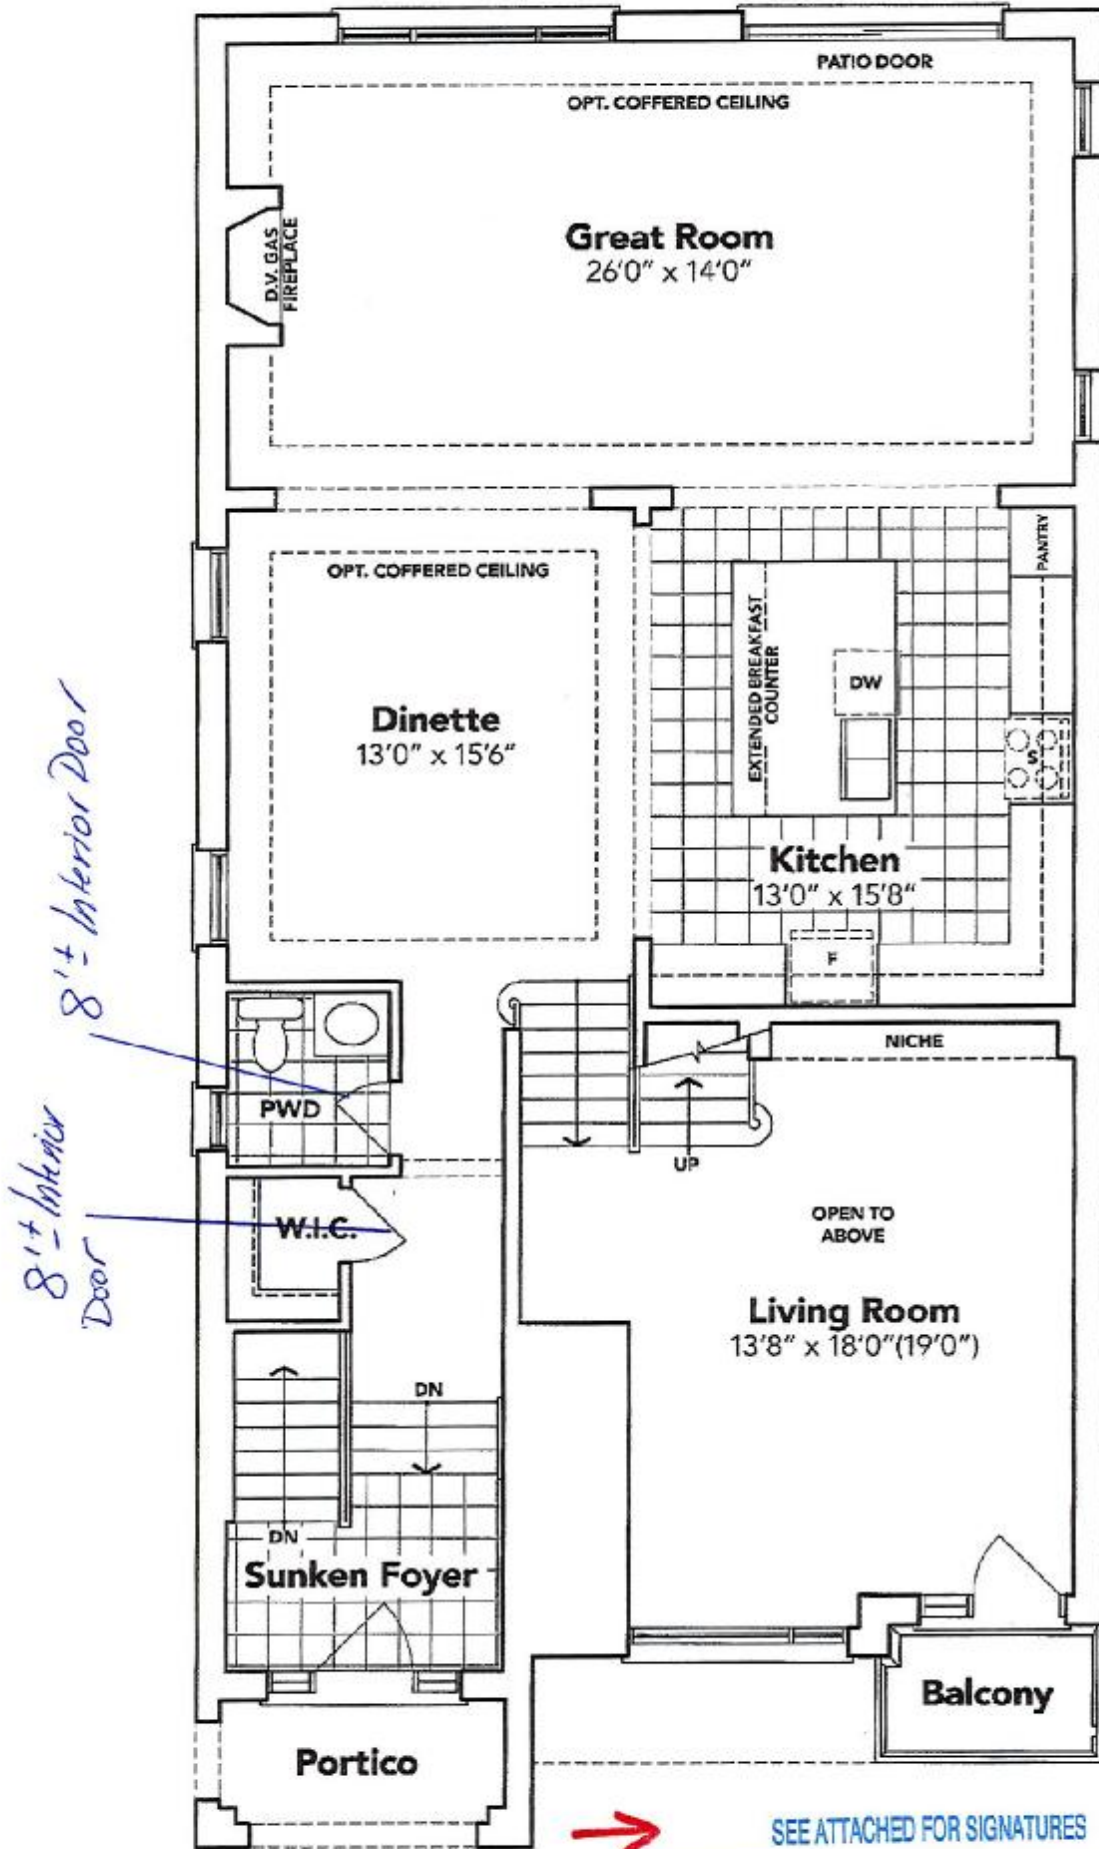 PATIO DOOR
OPT. COFFERED CEILING
Great Room
26'0" x 14'0"
D.V. GAS
FIREPLACE
OPT. COFFERED CEILING
Dinette
13'0" x 15'6"
PANTRY
EXTENDED BREAKFAST
COUNTER
DW
S
Kitchen
13'0" x 15'8"
F
8'± Interior Door
PWD
NICHE
UP
8'± Interior
Door
W.I.C.
OPEN TO
ABOVE
Living Room
13'8" x 18'0"(19'0")
DN
DN
Sunken Foyer
Balcony
Portico
SEE ATTACHED FOR SIGNATURES